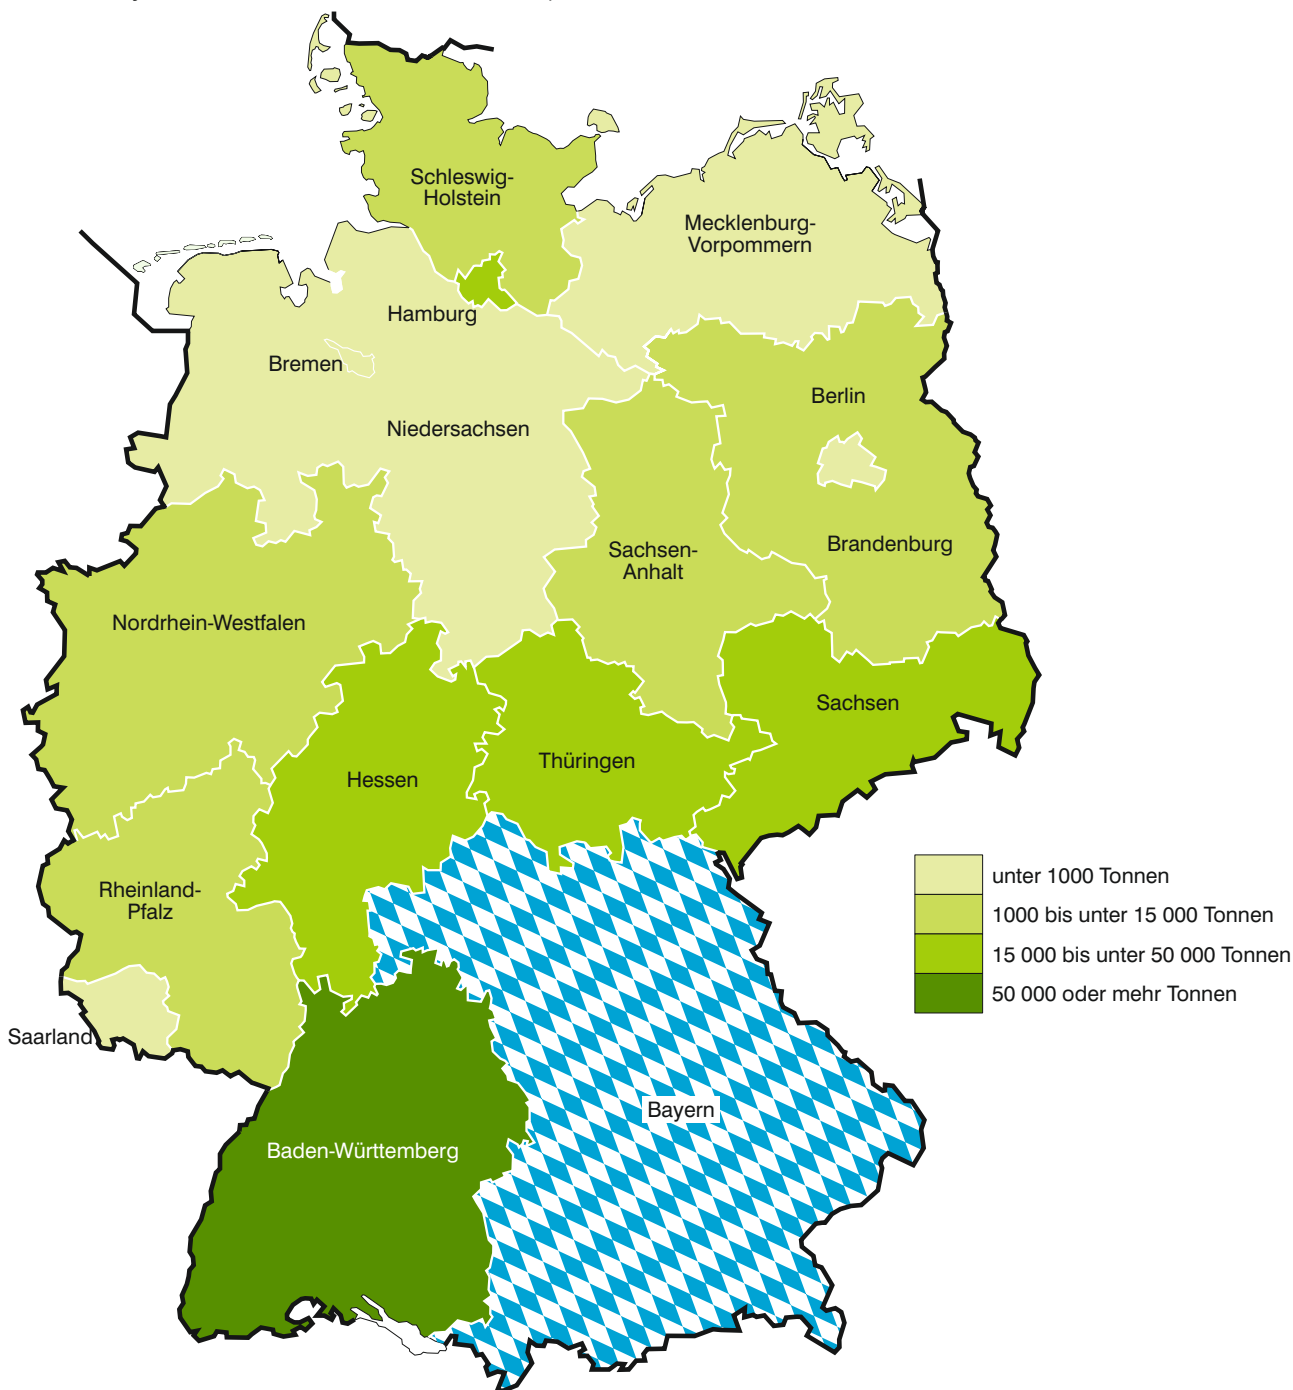 Schleswig-
Holstein
Mecklenburg-
Vorpommern
Hamburg
Bremen
Berlin
Niedersachsen
Sachsen-
Anhalt
Brandenburg
Nordrhein-Westfalen
Sachsen
Thüringen
Hessen
Rheinland-
Pfalz
unter 1000 Tonnen
1000 bis unter 15 000 Tonnen
15 000 bis unter 50 000 Tonnen
50 000 oder mehr Tonnen
Saarland
Bayern
Baden-Württemberg